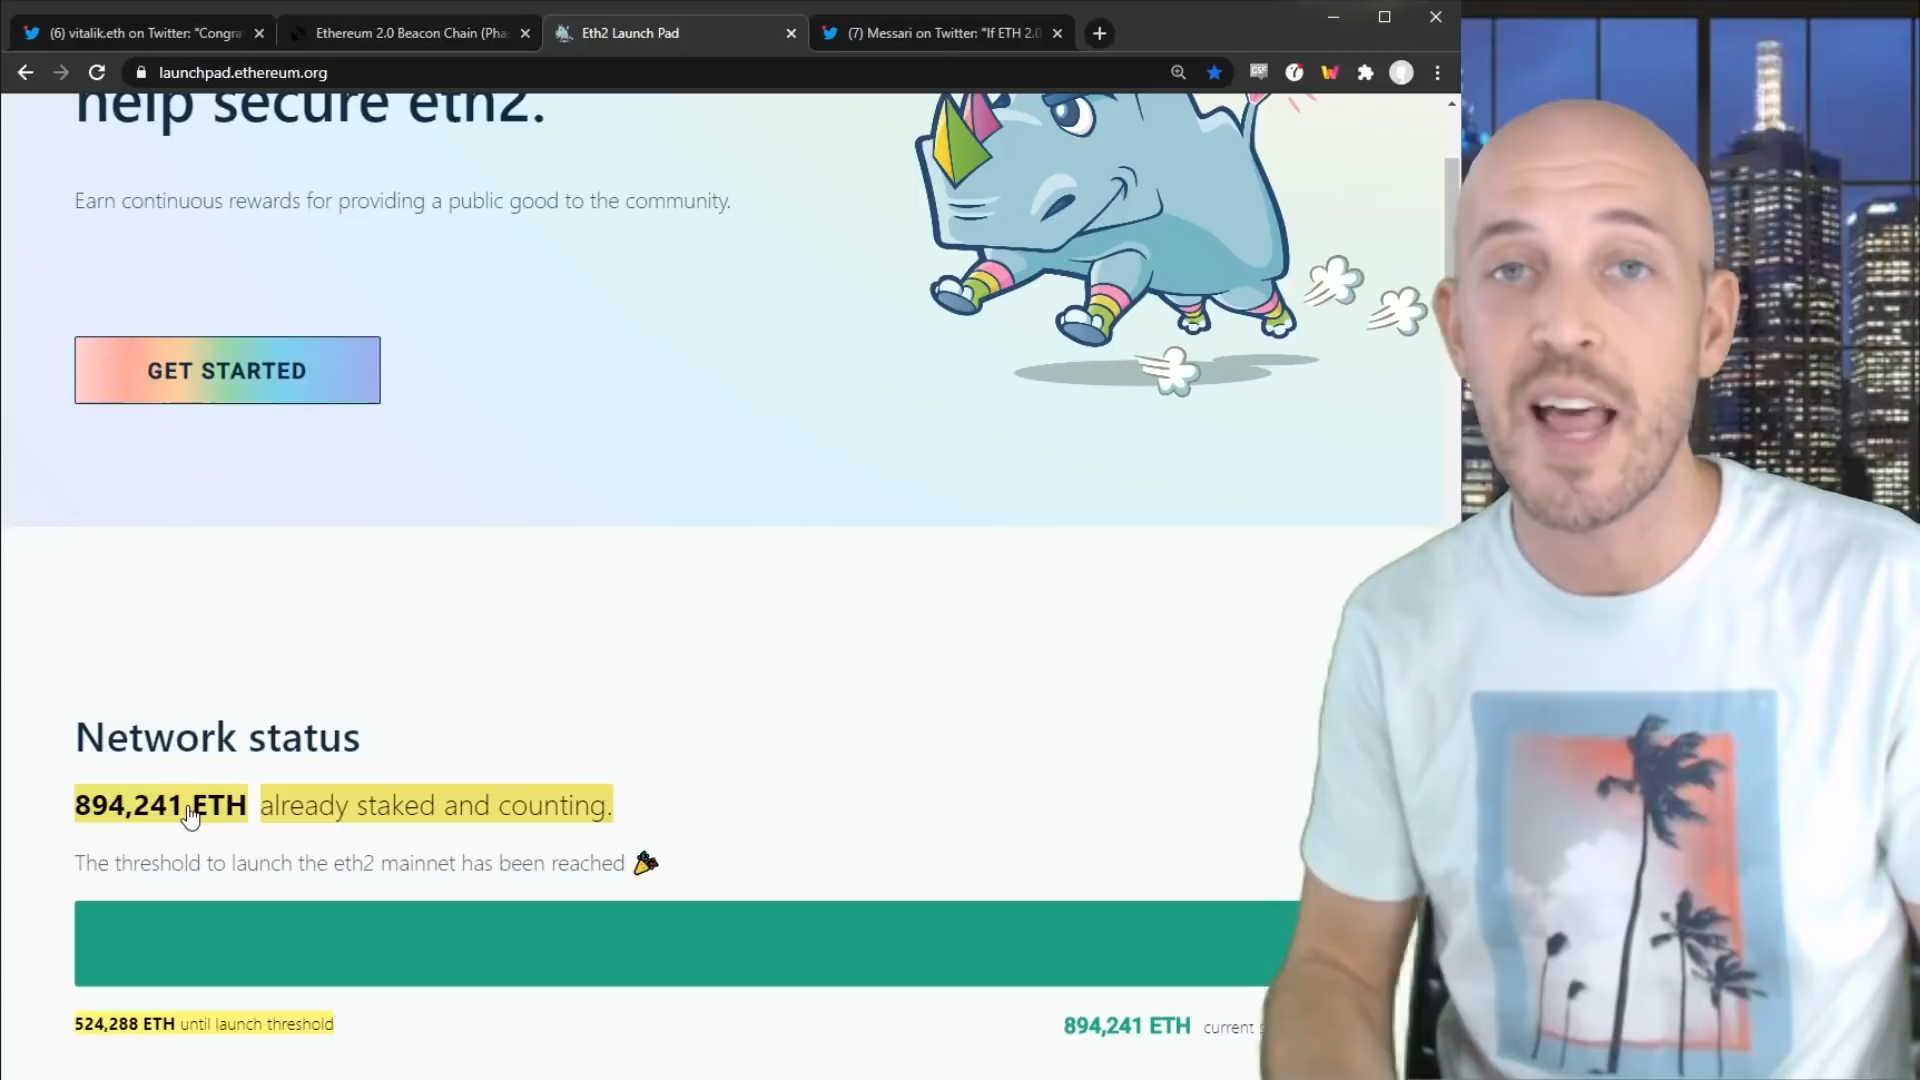 (6) vitalik.eth on Twitter: "Congra
Ethereum 2.0 Beacon Chain (Pha
Eth2 Launch Pad
(7) Messari on Twitter: "If ETH 2.0
launchpad.ethereum.org
help secure eth2.
Earn continuous rewards for providing a public good to the community.
GET STARTED
Network status
894,241 ETH already staked and counting.
The threshold to launch the eth2 mainnet has been reached 🎉
524,288 ETH until launch threshold
894,241 ETH current s